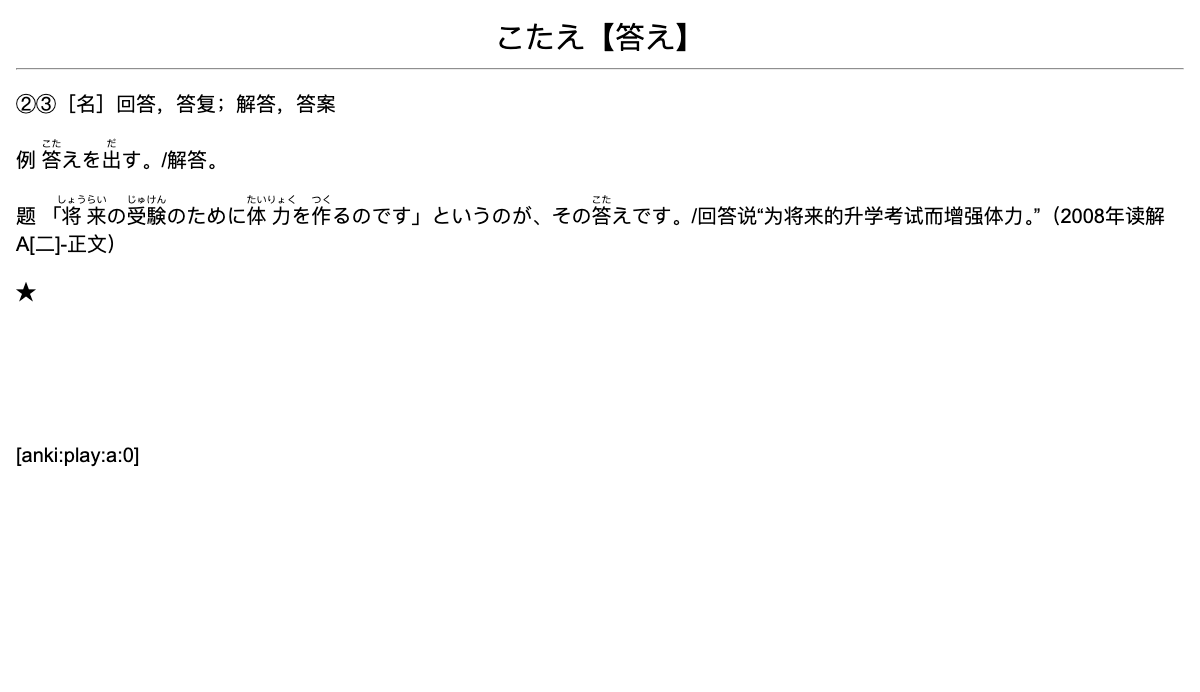 こたえ【答え】
②③［名］回答，答复；解答，答案
こた だ
例 答えを出す。/解答。
しょうらい じゅけん たいりょく つく こた
题 「将来の受験のために体力を作るのです」というのが、その答えです。/回答说“为将来的升学考试而增强体力。”（2008年读解
A[二]-正文）
★
[anki:play:a:0]